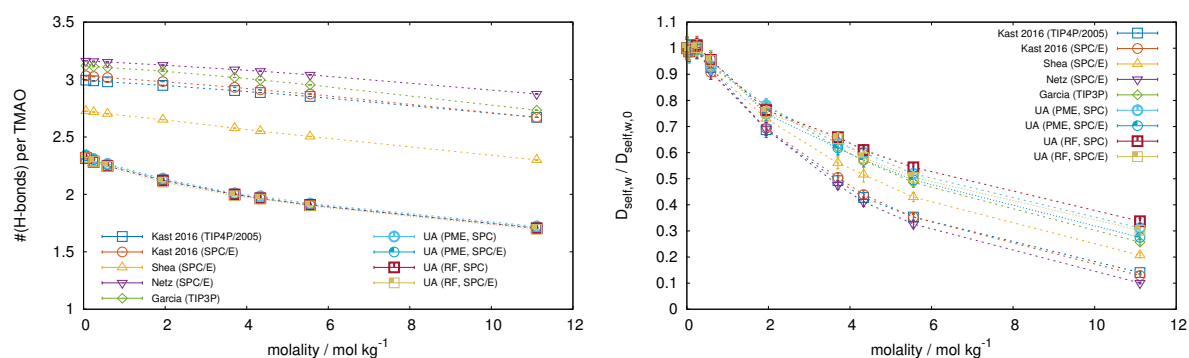 3.5
3
2.5
2
1.5
1
#(H-bonds) per TMAO
Kast 2016 (TIP4P/2005)
Kast 2016 (SPC/E)
Shea (SPC/E)
Netz (SPC/E)
Garcia (TIP3P)
UA (PME, SPC)
UA (PME, SPC/E)
UA (RF, SPC)
UA (RF, SPC/E)
0 2 4 6 8 10 12
molality / mol kg⁻¹
1.1
1
0.9
0.8
0.7
0.6
0.5
0.4
0.3
0.2
0.1
0
D_self,w / D_self,w,0
Kast 2016 (TIP4P/2005)
Kast 2016 (SPC/E)
Shea (SPC/E)
Netz (SPC/E)
Garcia (TIP3P)
UA (PME, SPC)
UA (PME, SPC/E)
UA (RF, SPC)
UA (RF, SPC/E)
0 2 4 6 8 10 12
molality / mol kg⁻¹